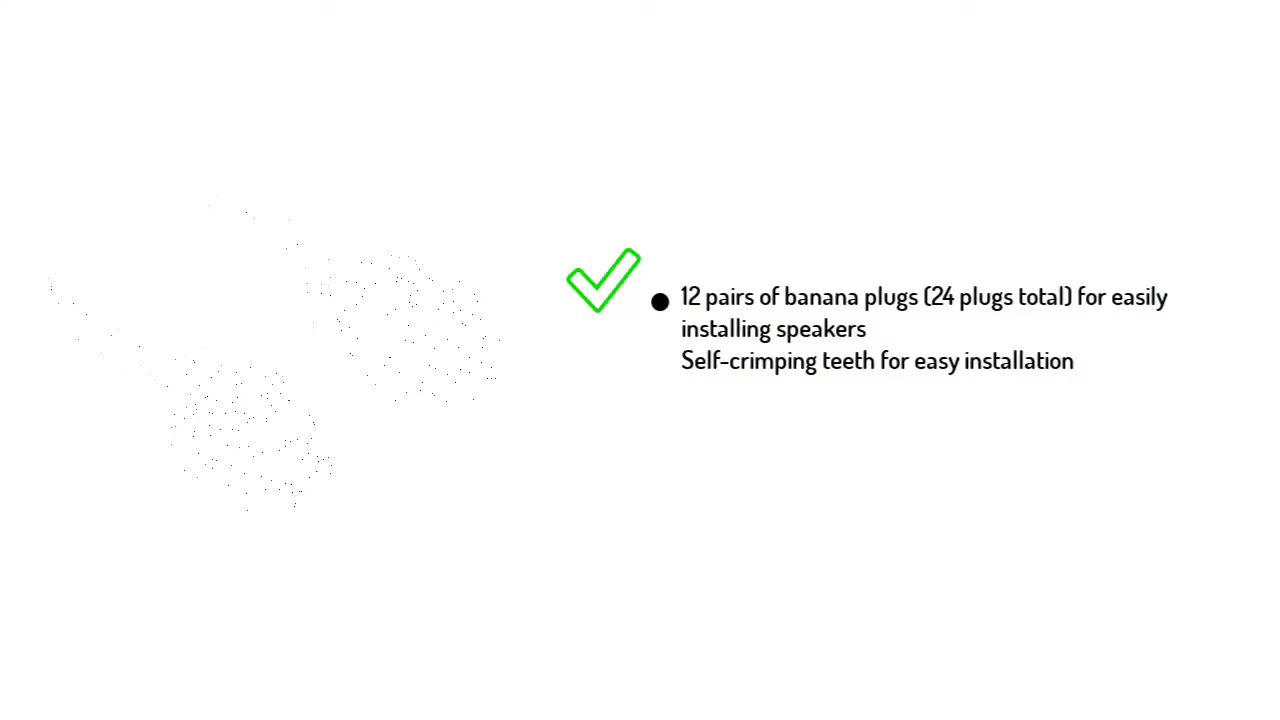 12 pairs of banana plugs (24 plugs total) for easily
installing speakers
Self-crimping teeth for easy installation